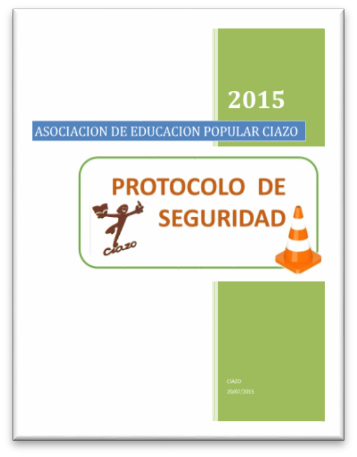 2015
ASOCIACION DE EDUCACION POPULAR CIAZO
PROTOCOLO DE
SEGURIDAD
Ciazo
CIAZO
20/07/2015